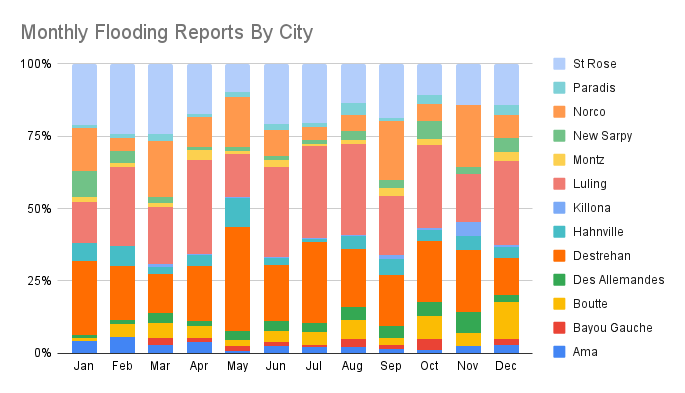 Monthly Flooding Reports By City
100%
75%
50%
25%
0%
Jan Feb Mar Apr May Jun Jul Aug Sep Oct Nov Dec
St Rose
Paradis
Norco
New Sarpy
Montz
Luling
Killona
Hahnville
Destrehan
Des Allemandes
Boutte
Bayou Gauche
Ama